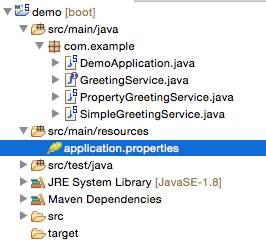 demo [boot]
src/main/java
com.example
DemoApplication.java
GreetingService.java
PropertyGreetingService.java
SimpleGreetingService.java
src/main/resources
application.properties
src/test/java
JRE System Library [JavaSE-1.8]
Maven Dependencies
src
target